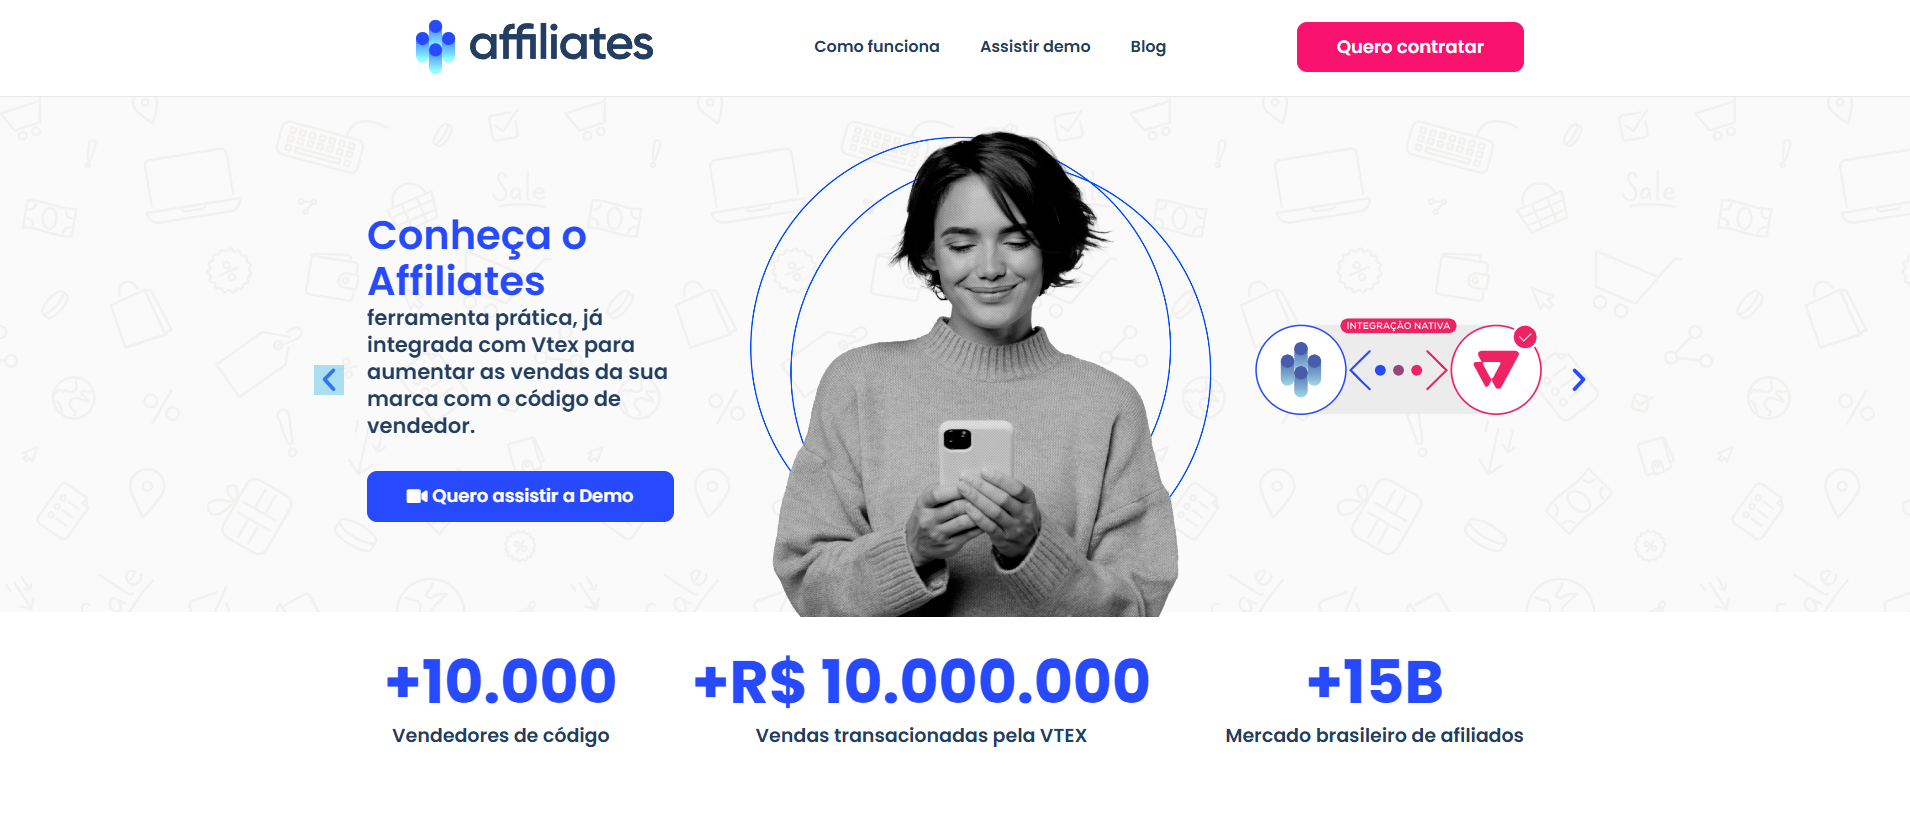 affiliates
Como funciona
Assistir demo
Blog
Quero contratar
Sale
Sale
Conheça o
Affiliates
ferramenta prática, já
integrada com Vtex para
aumentar as vendas da sua
marca com o código de
vendedor.
Quero assistir a Demo
INTEGRAÇÃO NATIVA
+10.000
Vendedores de código
+R$ 10.000.000
Vendas transacionadas pela VTEX
+15B
Mercado brasileiro de afiliados